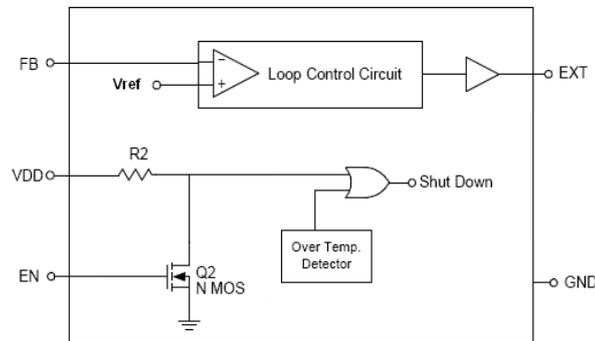 FB
Vref
−
+
Loop Control Circuit
EXT
R2
VDD
Shut Down
Over Temp.
Detector
EN
Q2
N MOS
GND